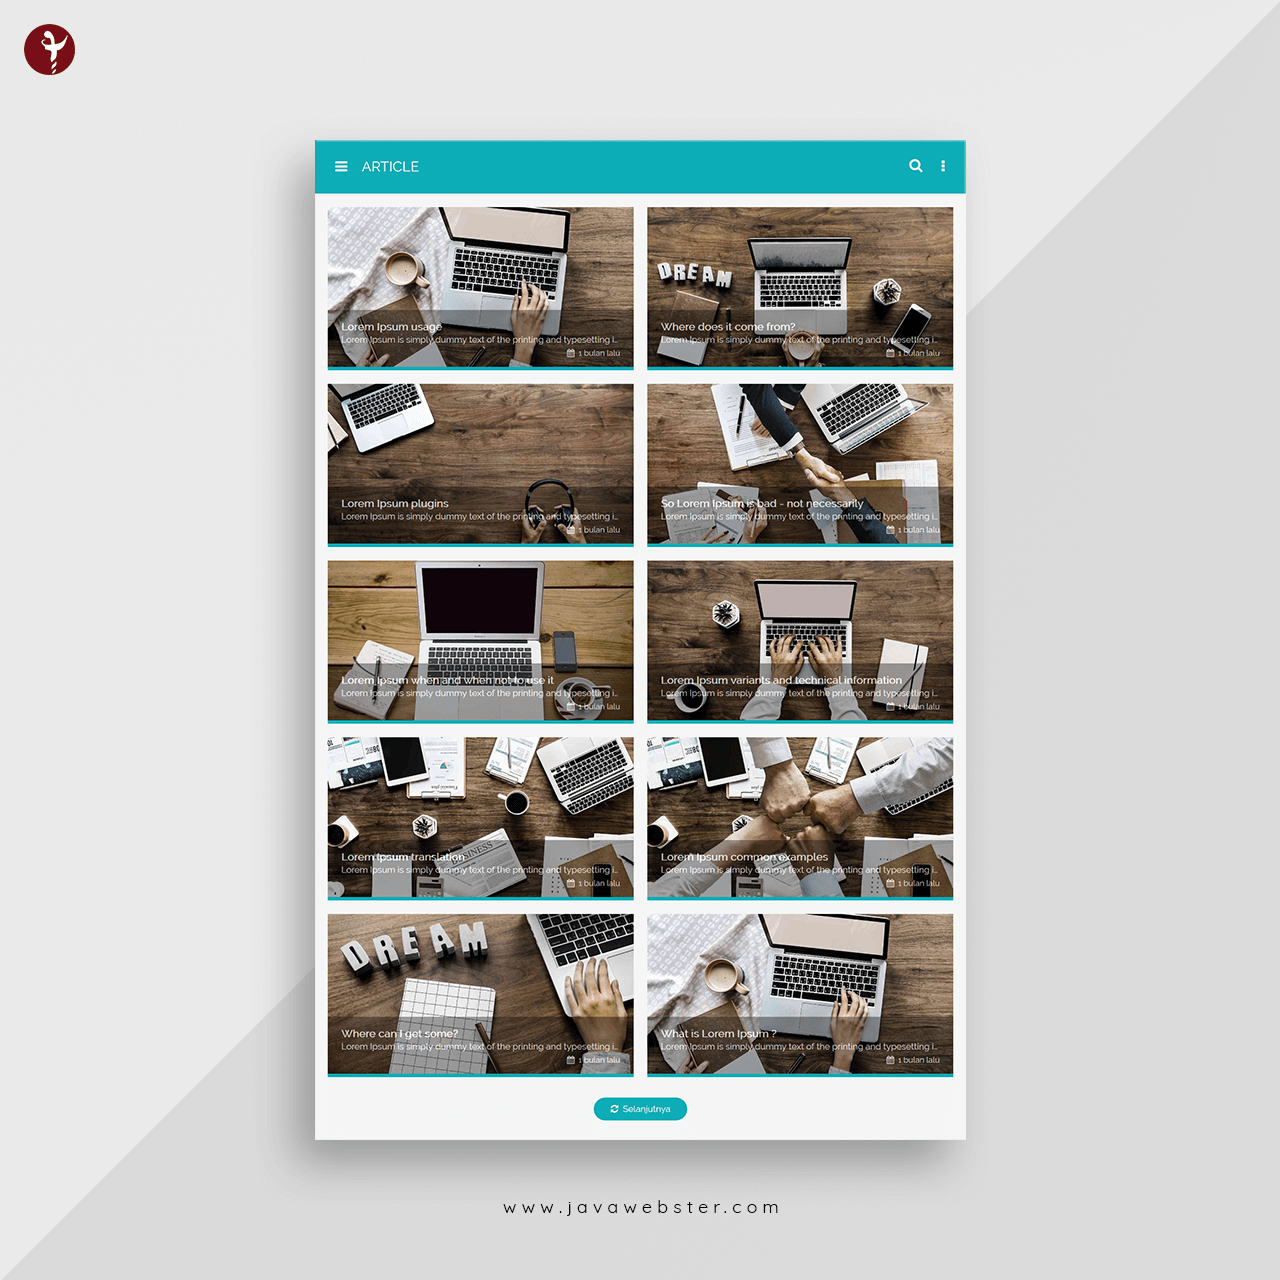 ARTICLE
Lorem Ipsum usage
Lorem Ipsum is simply dummy text of the printing and typesetting i...
1 bulan lalu
DREAM
Where does it come from?
Lorem Ipsum is simply dummy text of the printing and typesetting i...
1 bulan lalu
Lorem Ipsum plugins
Lorem Ipsum is simply dummy text of the printing and typesetting i...
1 bulan lalu
So Lorem Ipsum is bad - not necessarily
Lorem Ipsum is simply dummy text of the printing and typesetting i...
1 bulan lalu
Lorem Ipsum when and when not to use it
Lorem Ipsum is simply dummy text of the printing and typesetting i...
1 bulan lalu
Lorem Ipsum variants and technical information
Lorem Ipsum is simply dummy text of the printing and typesetting i...
1 bulan lalu
BUSINESS
Lorem Ipsum translation
Lorem Ipsum is simply dummy text of the printing and typesetting i...
1 bulan lalu
Lorem Ipsum common examples
Lorem Ipsum is simply dummy text of the printing and typesetting i...
1 bulan lalu
DREAM
Where can I get some?
Lorem Ipsum is simply dummy text of the printing and typesetting i...
1 bulan lalu
What is Lorem Ipsum ?
Lorem Ipsum is simply dummy text of the printing and typesetting i...
1 bulan lalu
Selanjutnya
www.javawebster.com